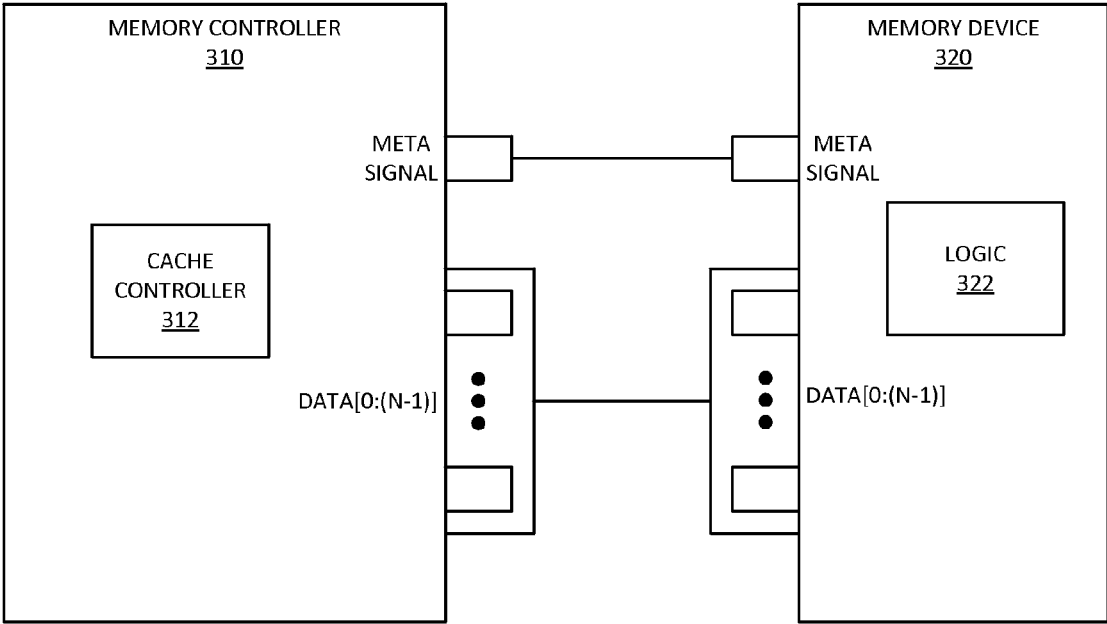 MEMORY CONTROLLER
310
META
SIGNAL
CACHE
CONTROLLER
312
DATA[0:(N-1)]
MEMORY DEVICE
320
META
SIGNAL
LOGIC
322
DATA[0:(N-1)]